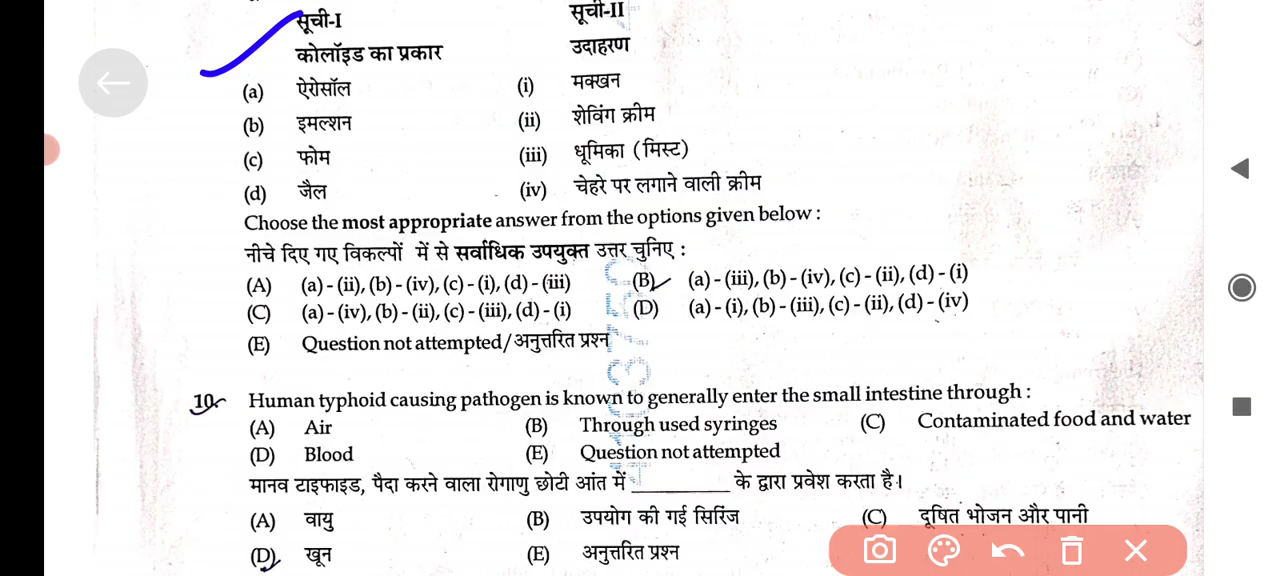 सूची-I सूची-II
कोलॉइड का प्रकार उदाहरण
(a) ऐरोसॉल (i) मक्खन
(b) इमल्शन (ii) शेविंग क्रीम
(c) फोम (iii) धूमिका (मिस्ट)
(d) जैल (iv) चेहरे पर लगाने वाली क्रीम
Choose the most appropriate answer from the options given below :
नीचे दिए गए विकल्पों में से सर्वाधिक उपयुक्त उत्तर चुनिए :
(A) (a) - (ii), (b) - (iv), (c) - (i), (d) - (iii) (B) (a) - (iii), (b) - (iv), (c) - (ii), (d) - (i)
(C) (a) - (iv), (b) - (ii), (c) - (iii), (d) - (i) (D) (a) - (i), (b) - (iii), (c) - (ii), (d) - (iv)
(E) Question not attempted/अनुत्तरित प्रश्न
10. Human typhoid causing pathogen is known to generally enter the small intestine through :
(A) Air (B) Through used syringes (C) Contaminated food and water
(D) Blood (E) Question not attempted
मानव टाइफाइड, पैदा करने वाला रोगाणु छोटी आंत में __________ के द्वारा प्रवेश करता है।
(A) वायु (B) उपयोग की गई सिरिंज (C) दूषित भोजन और पानी
(D) खून (E) अनुत्तरित प्रश्न